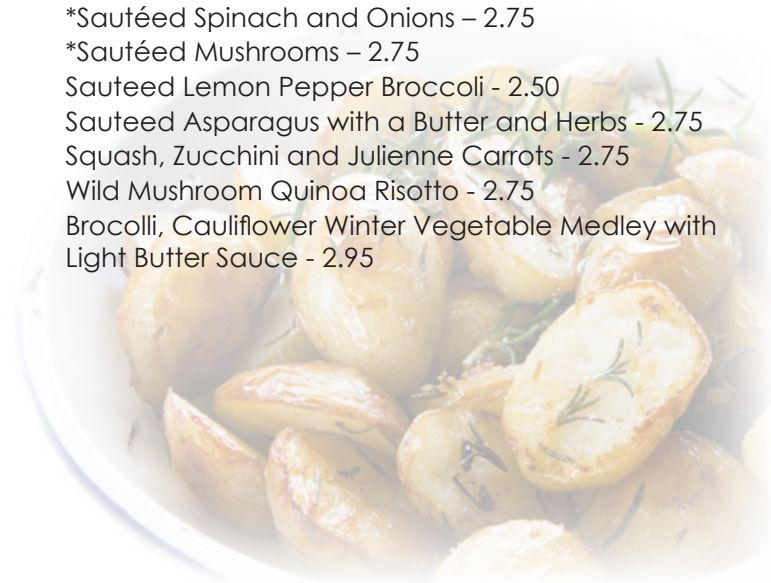 *Sautéed Spinach and Onions – 2.75
*Sautéed Mushrooms – 2.75
Sauteed Lemon Pepper Broccoli - 2.50
Sauteed Asparagus with a Butter and Herbs - 2.75
Squash, Zucchini and Julienne Carrots - 2.75
Wild Mushroom Quinoa Risotto - 2.75
Brocolli, Cauliflower Winter Vegetable Medley with
Light Butter Sauce - 2.95